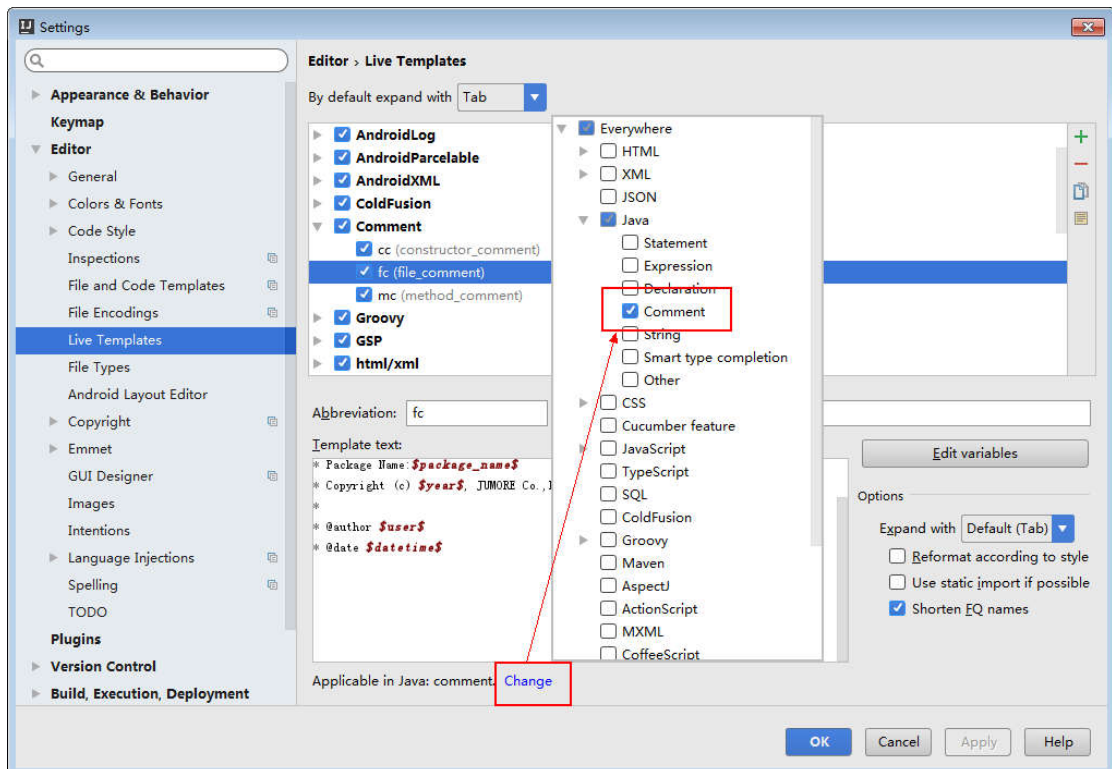 Settings
Editor › Live Templates
By default expand with Tab
Appearance & Behavior
Keymap
Editor
General
Colors & Fonts
Code Style
Inspections
File and Code Templates
File Encodings
Live Templates
File Types
Android Layout Editor
Copyright
Emmet
GUI Designer
Images
Intentions
Language Injections
Spelling
TODO
Plugins
Version Control
Build, Execution, Deployment
AndroidLog
AndroidParcelable
AndroidXML
ColdFusion
Comment
cc (constructor_comment)
fc (file_comment)
mc (method_comment)
Groovy
GSP
html/xml
Everywhere
HTML
XML
JSON
Java
Statement
Expression
Declaration
Comment
String
Smart type completion
Other
CSS
Cucumber feature
JavaScript
TypeScript
SQL
ColdFusion
Groovy
Maven
AspectJ
ActionScript
MXML
CoffeeScript
Abbreviation: fc
Template text:
* Package Name:$package_name$
* Copyright (c) $year$, JUMORE Co.,
*
* @author $user$
* @date $datetime$
Edit variables
Options
Expand with Default (Tab)
Reformat according to style
Use static import if possible
Shorten FQ names
Applicable in Java: comment. Change
OK Cancel Apply Help